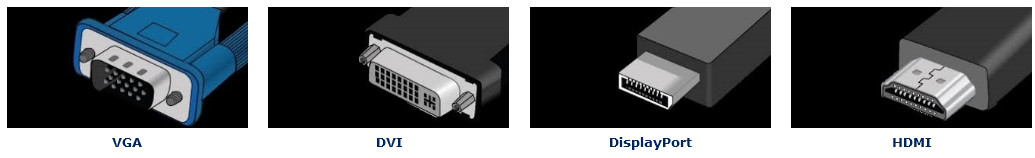 VGA
DVI
DisplayPort
HDMI